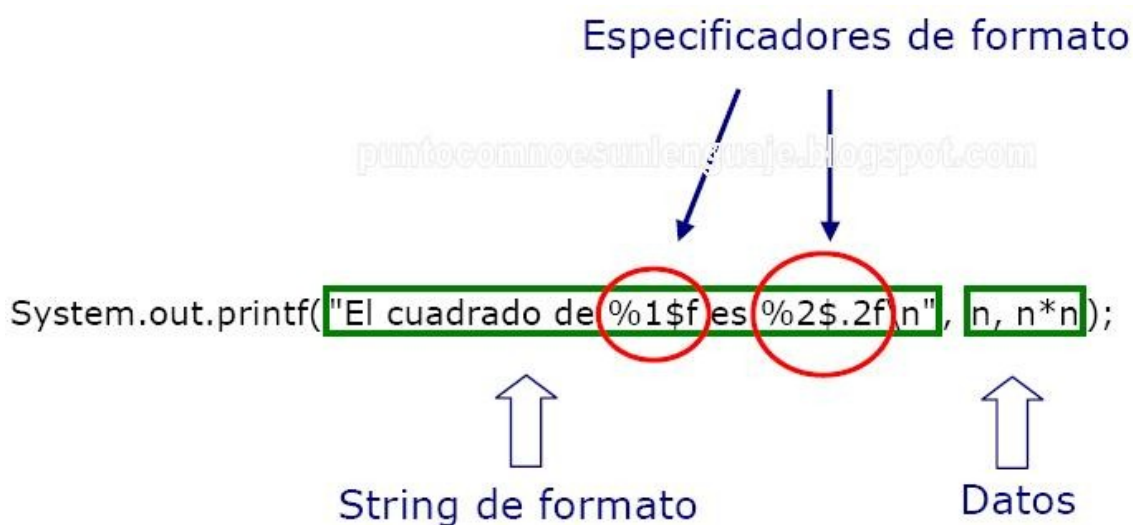 Especificadores de formato
puntocomnoesunlenguaje.blogspot.com
System.out.printf("El cuadrado de %1$f es %2$.2f\n", n, n*n);
String de formato
Datos